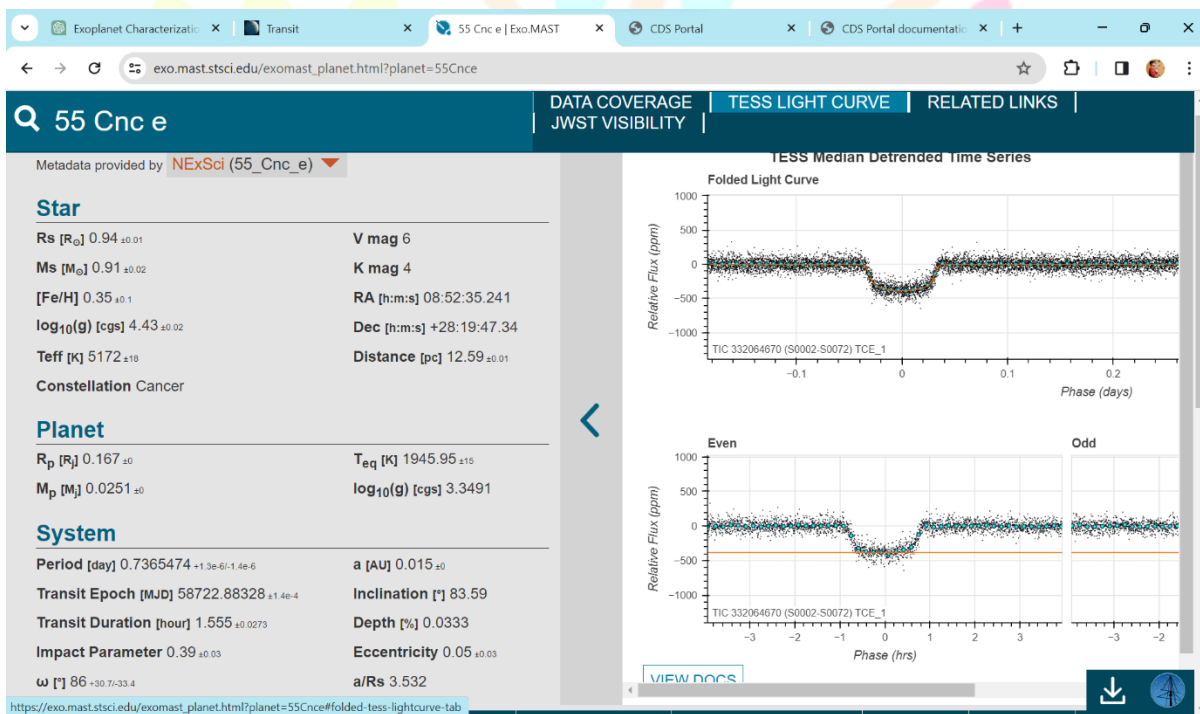 Exoplanet Characterizatio
Transit
55 Cnc e | Exo.MAST
CDS Portal
CDS Portal documentatio
exo.mast.stsci.edu/exomast_planet.html?planet=55Cnce
55 Cnc e
DATA COVERAGE | TESS LIGHT CURVE | RELATED LINKS |
JWST VISIBILITY |
Metadata provided by NExSci (55_Cnc_e)
Star
Rs [R⊙] 0.94 ±0.01
V mag 6
Ms [M⊙] 0.91 ±0.02
K mag 4
[Fe/H] 0.35 ±0.1
RA [h:m:s] 08:52:35.241
log10(g) [cgs] 4.43 ±0.02
Dec [h:m:s] +28:19:47.34
Teff [K] 5172 ±18
Distance [pc] 12.59 ±0.01
Constellation Cancer
Planet
Rp [Rj] 0.167 ±0
Teq [K] 1945.95 ±15
Mp [Mj] 0.0251 ±0
log10(g) [cgs] 3.3491
System
Period [day] 0.7365474 +1.3e-6/-1.4e-6
a [AU] 0.015 ±0
Transit Epoch [MJD] 58722.88328 ±1.4e-4
Inclination [°] 83.59
Transit Duration [hour] 1.555 ±0.0273
Depth [%] 0.0333
Impact Parameter 0.39 ±0.03
Eccentricity 0.05 ±0.03
ω [°] 86 +30.7/-33.4
a/Rs 3.532
https://exo.mast.stsci.edu/exomast_planet.html?planet=55Cnce#folded-tess-lightcurve-tab
TESS Median Detrended Time Series
Folded Light Curve
Relative Flux (ppm)
1000
500
0
−500
−1000
TIC 332064670 (S0002-S0072) TCE_1
−0.1
0
0.1
0.2
Phase (days)
Even
Odd
Relative Flux (ppm)
1000
500
0
−500
−1000
TIC 332064670 (S0002-S0072) TCE_1
−3
−2
−1
0
1
2
3
−3
−2
Phase (hrs)
VIEW DOCS